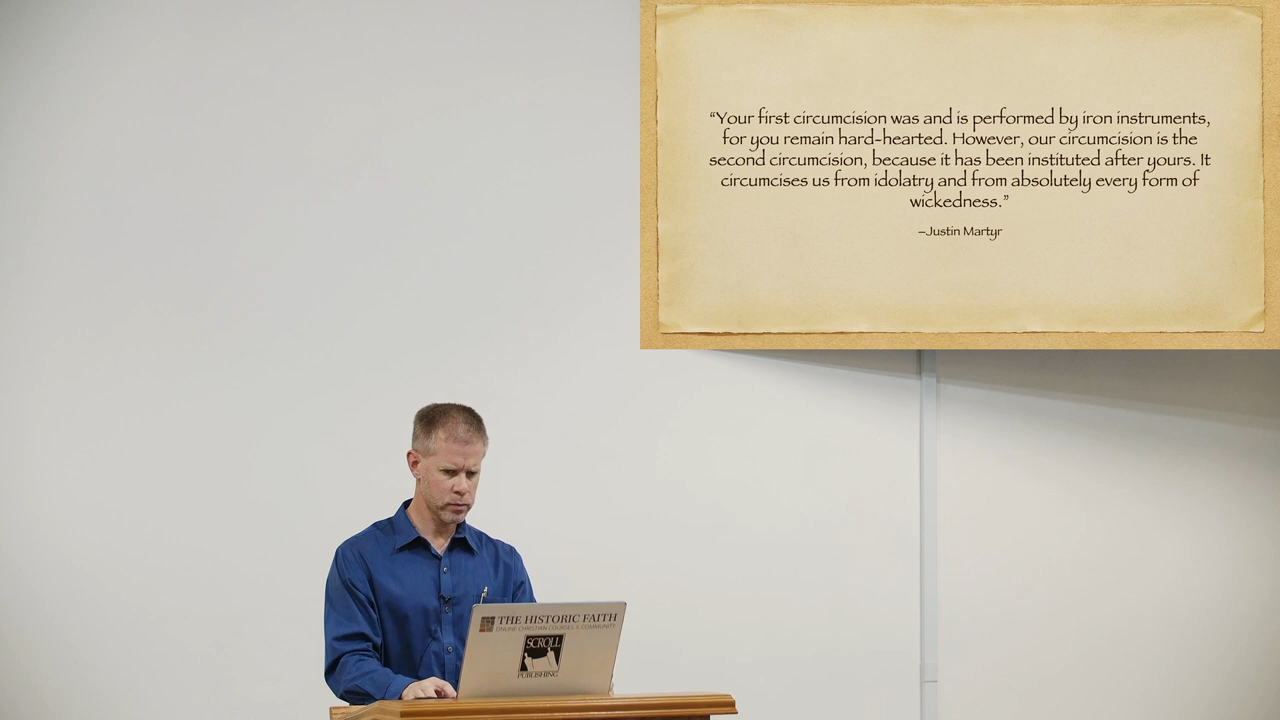 “Your first circumcision was and is performed by iron instruments,
for you remain hard-hearted. However, our circumcision is the
second circumcision, because it has been instituted after yours. It
circumcises us from idolatry and from absolutely every form of
wickedness.”
–Justin Martyr
THE HISTORIC FAITH
ONLINE CHRISTIAN COURSES & COMMUNITY
SCROLL
PUBLISHING